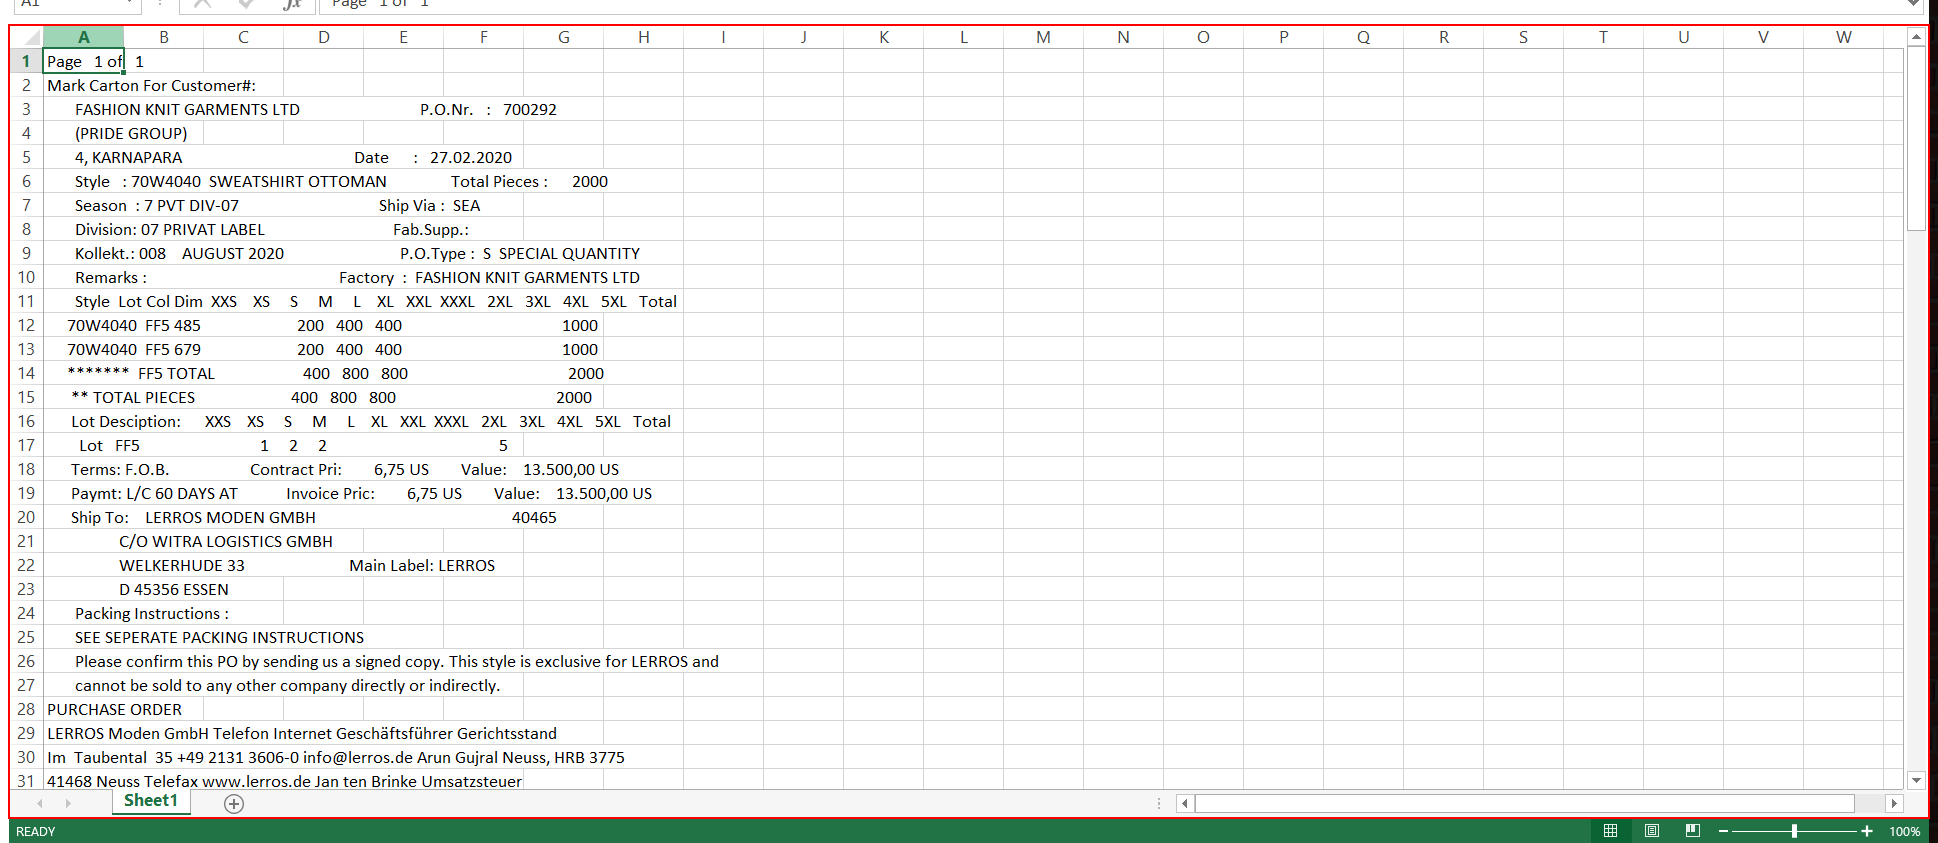 A1 fx Page 1 of 1
A B C D E F G H I J K L M N O P Q R S T U V W
1 Page 1 of 1
2 Mark Carton For Customer#:
3 FASHION KNIT GARMENTS LTD P.O.Nr. : 700292
4 (PRIDE GROUP)
5 4, KARNAPARA Date : 27.02.2020
6 Style : 70W4040 SWEATSHIRT OTTOMAN Total Pieces : 2000
7 Season : 7 PVT DIV-07 Ship Via : SEA
8 Division: 07 PRIVAT LABEL Fab.Supp.:
9 Kollekt.: 008 AUGUST 2020 P.O.Type : S SPECIAL QUANTITY
10 Remarks : Factory : FASHION KNIT GARMENTS LTD
11 Style Lot Col Dim XXS XS S M L XL XXL XXXL 2XL 3XL 4XL 5XL Total
12 70W4040 FF5 485 200 400 400 1000
13 70W4040 FF5 679 200 400 400 1000
14 ******* FF5 TOTAL 400 800 800 2000
15 ** TOTAL PIECES 400 800 800 2000
16 Lot Desciption: XXS XS S M L XL XXL XXXL 2XL 3XL 4XL 5XL Total
17 Lot FF5 1 2 2 5
18 Terms: F.O.B. Contract Pri: 6,75 US Value: 13.500,00 US
19 Paymt: L/C 60 DAYS AT Invoice Pric: 6,75 US Value: 13.500,00 US
20 Ship To: LERROS MODEN GMBH 40465
21 C/O WITRA LOGISTICS GMBH
22 WELKERHUDE 33 Main Label: LERROS
23 D 45356 ESSEN
24 Packing Instructions :
25 SEE SEPERATE PACKING INSTRUCTIONS
26 Please confirm this PO by sending us a signed copy. This style is exclusive for LERROS and
27 cannot be sold to any other company directly or indirectly.
28 PURCHASE ORDER
29 LERROS Moden GmbH Telefon Internet Geschäftsführer Gerichtsstand
30 Im Taubental 35 +49 2131 3606-0 info@lerros.de Arun Gujral Neuss, HRB 3775
31 41468 Neuss Telefax www.lerros.de Jan ten Brinke Umsatzsteuer
Sheet1
READY 100%